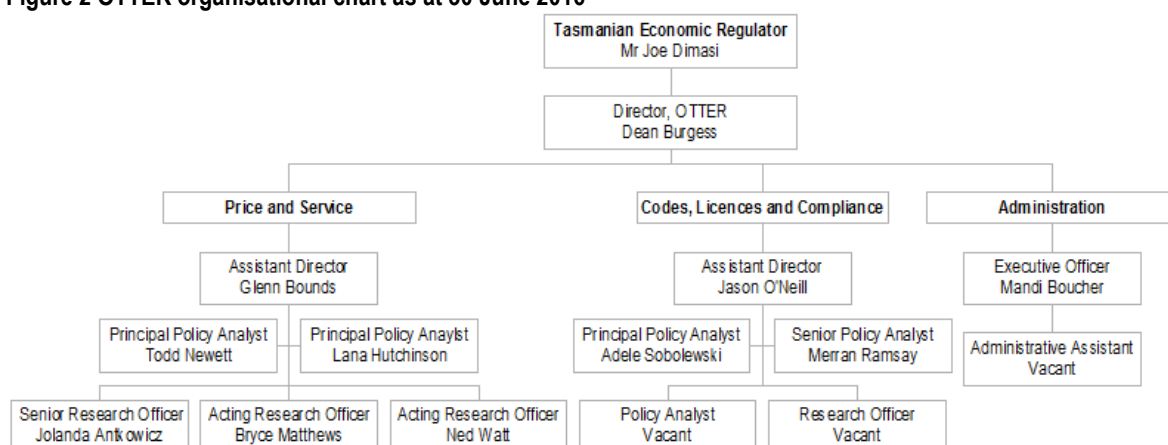 Figure 2 OTTER organisational chart as at 30 June 2016
Tasmanian Economic Regulator
Mr Joe Dimasi
Director, OTTER
Dean Burgess
Price and Service
Codes, Licences and Compliance
Administration
Assistant Director
Glenn Bounds
Assistant Director
Jason O'Neill
Executive Officer
Mandi Boucher
Principal Policy Analyst
Todd Newett
Principal Policy Anaylst
Lana Hutchinson
Principal Policy Analyst
Adele Sobolewski
Senior Policy Analyst
Merran Ramsay
Administrative Assistant
Vacant
Senior Research Officer
Jolanda Antkowicz
Acting Research Officer
Bryce Matthews
Acting Research Officer
Ned Watt
Policy Analyst
Vacant
Research Officer
Vacant